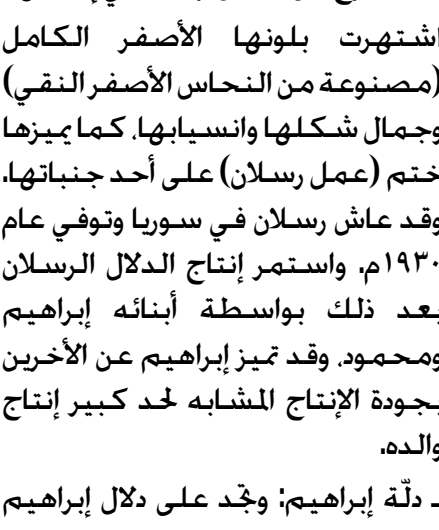 اشتهرت بلونها الأصفر الكامل
(مصنوعة من النحاس الأصفر النقي)
وجمال شكلها وانسيابها، كما يميزها
ختم (عمل رسلان) على أحد جنباتها.
وقد عاش رسلان في سوريا وتوفي عام
١٩٣٠م. واستمر إنتاج الدلال الرسلان
بعد ذلك بواسطة أبنائه إبراهيم
ومحمود، وقد تميز إبراهيم عن الأخرين
بجودة الإنتاج المشابه لحد كبير إنتاج
والده.
ـ دلّة إبراهيم: وتجد على دلال إبراهيم